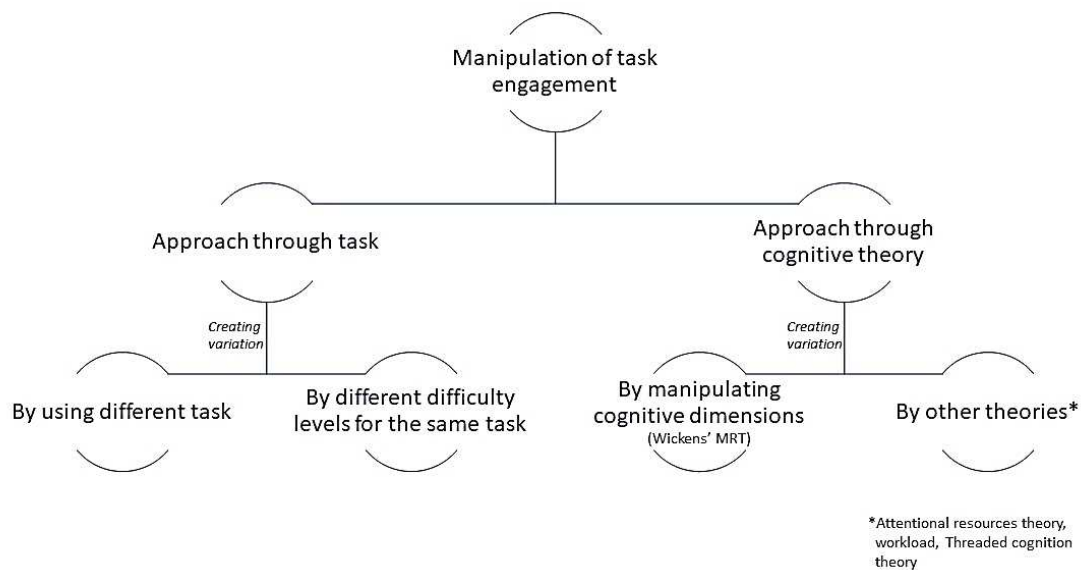 Manipulation of task
engagement
Approach through task
Approach through
cognitive theory
Creating
variation
Creating
variation
By using different task
By different difficulty
levels for the same task
By manipulating
cognitive dimensions
(Wickens' MRT)
By other theories*
*Attentional resources theory,
workload, Threaded cognition
theory